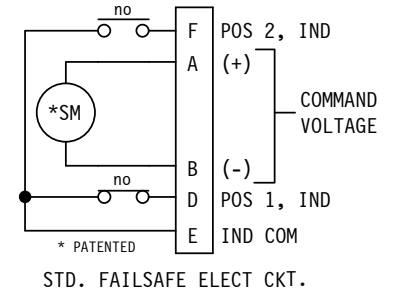 no
F POS 2, IND
A (+)
*SM
COMMAND
VOLTAGE
B (-)
no
D POS 1, IND
E IND COM
* PATENTED
STD. FAILSAFE ELECT CKT.